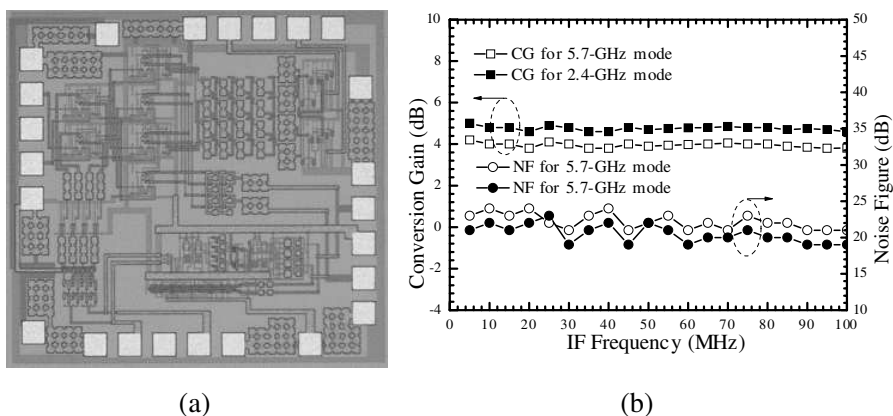 10
8
6
4
2
0
-2
-4
50
45
40
35
30
25
20
15
10
0 10 20 30 40 50 60 70 80 90 100
Conversion Gain (dB)
Noise Figure (dB)
IF Frequency (MHz)
CG for 5.7-GHz mode
CG for 2.4-GHz mode
NF for 5.7-GHz mode
NF for 5.7-GHz mode
(a)
(b)